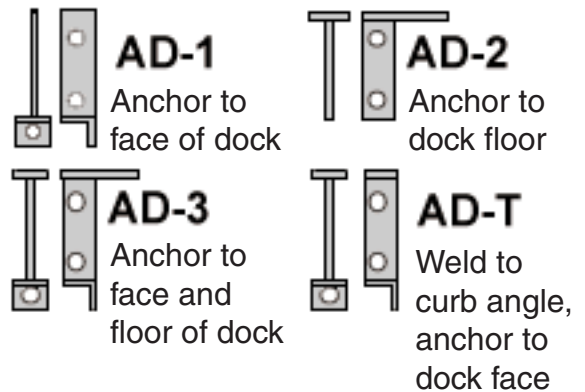 AD-1
Anchor to
face of dock
AD-2
Anchor to
dock floor
AD-3
Anchor to
face and
floor of dock
AD-T
Weld to
curb angle,
anchor to
dock face